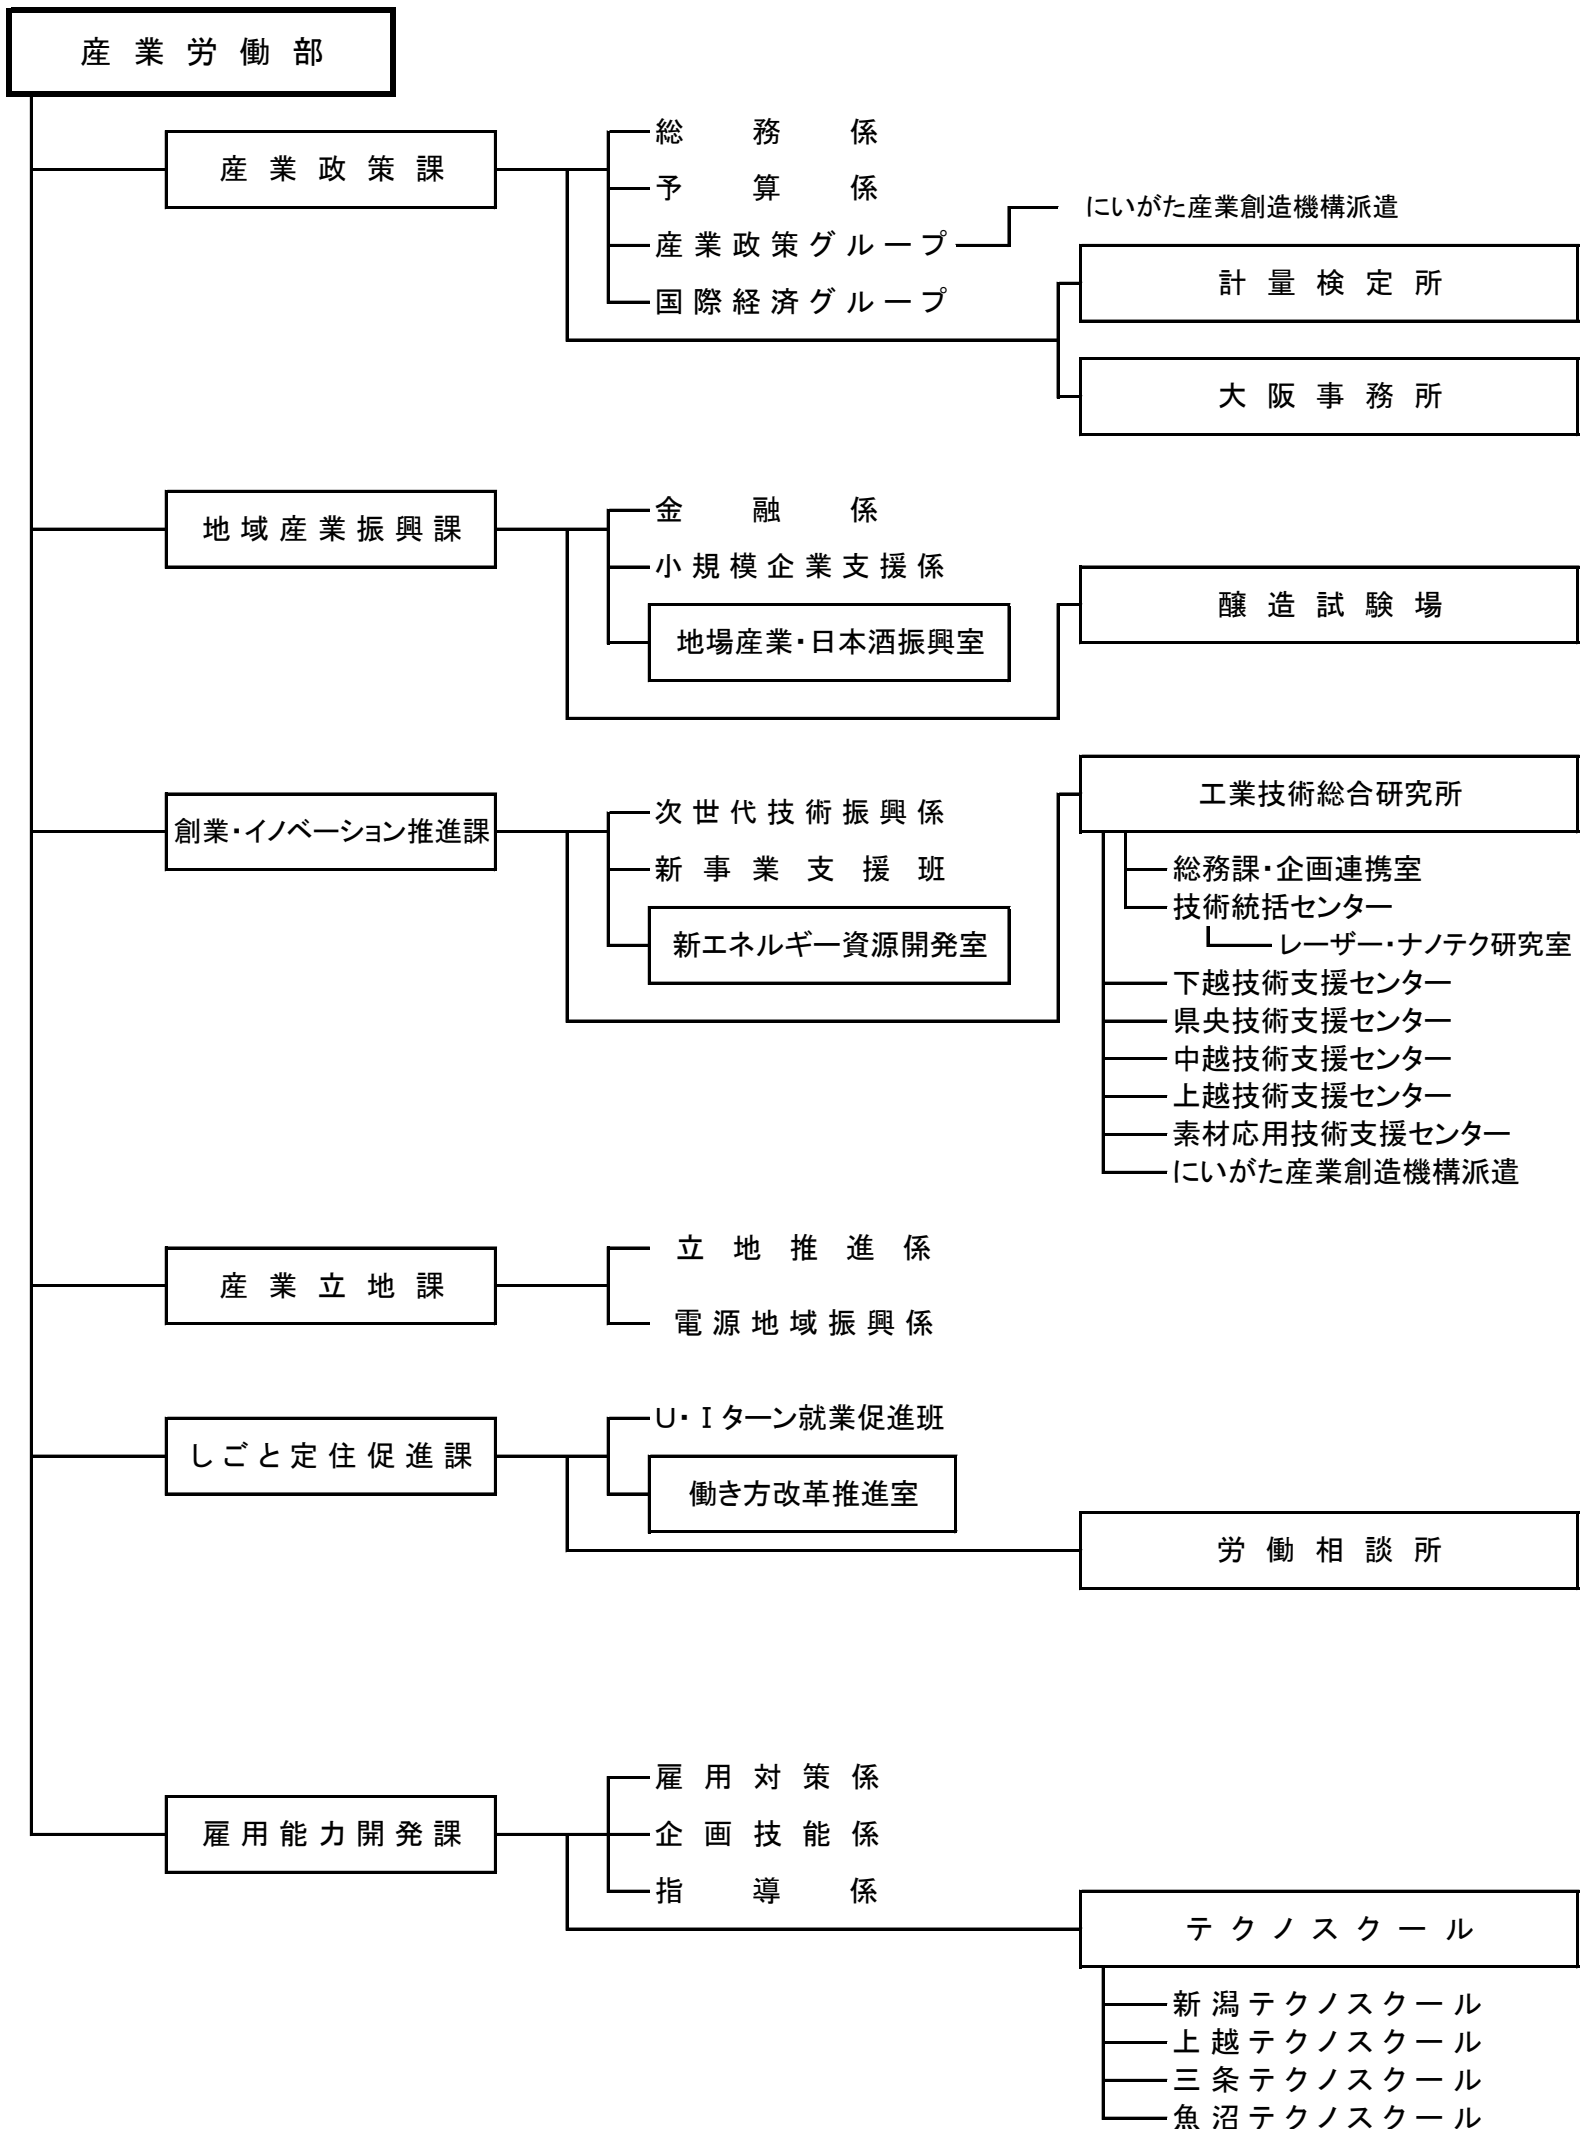 産業労働部
産業政策課
総務係
予算係
産業政策グループ
にいがた産業創造機構派遣
国際経済グループ
計量検定所
大阪事務所
地域産業振興課
金融係
小規模企業支援係
地場産業・日本酒振興室
醸造試験場
創業・イノベーション推進課
次世代技術振興係
新事業支援班
新エネルギー資源開発室
工業技術総合研究所
総務課・企画連携室
技術統括センター
レーザー・ナノテク研究室
下越技術支援センター
県央技術支援センター
中越技術支援センター
上越技術支援センター
素材応用技術支援センター
にいがた産業創造機構派遣
産業立地課
立地推進係
電源地域振興係
しごと定住促進課
U・Iターン就業促進班
働き方改革推進室
労働相談所
雇用能力開発課
雇用対策係
企画技能係
指導係
テクノスクール
新潟テクノスクール
上越テクノスクール
三条テクノスクール
魚沼テクノスクール